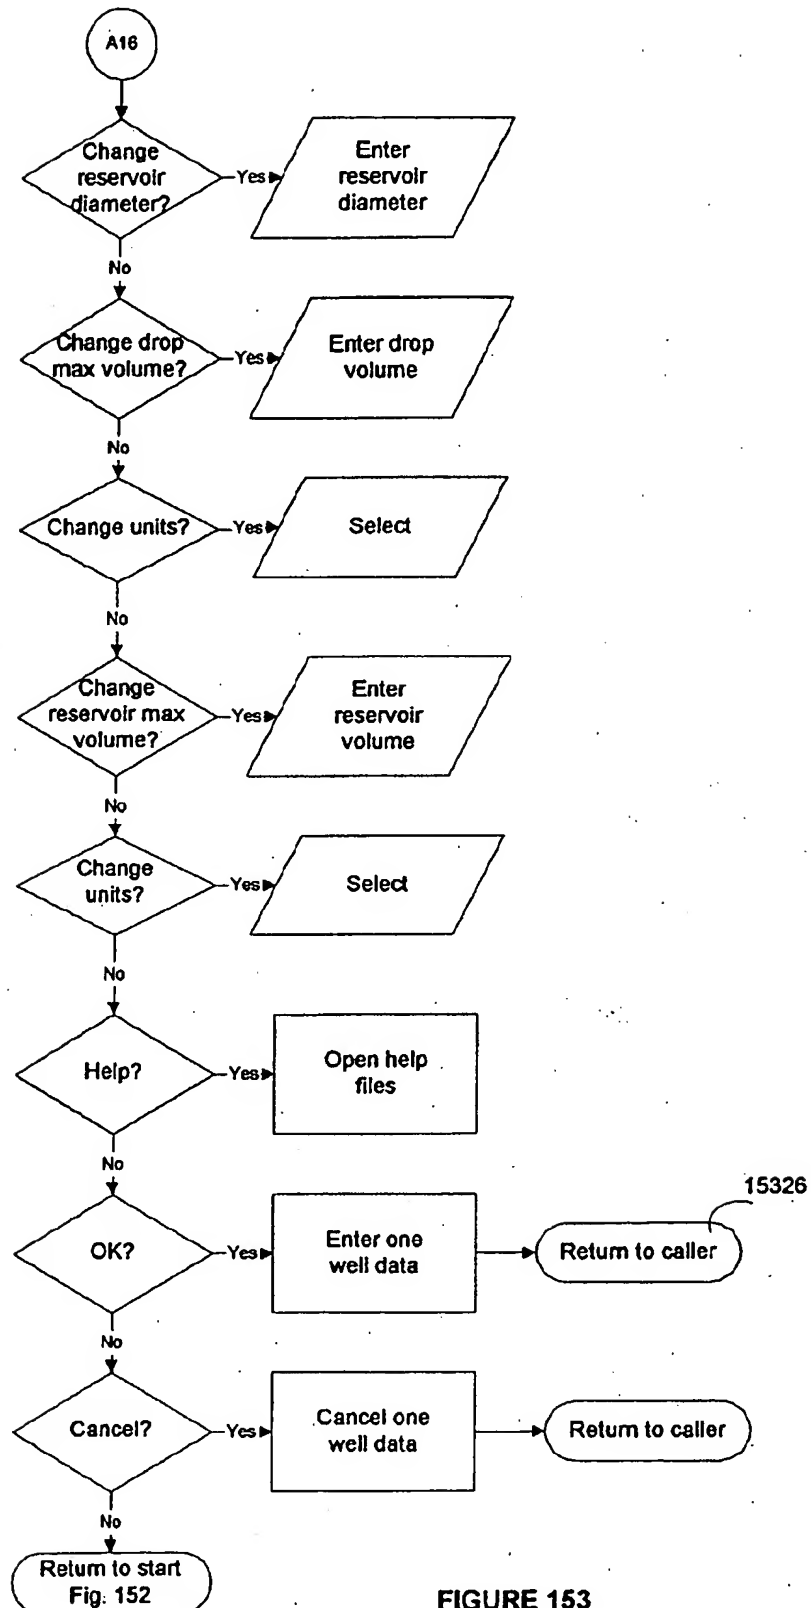 A16
Change
reservoir
diameter?
Yes
Enter
reservoir
diameter
No
Change drop
max volume?
Yes
Enter drop
volume
No
Change units?
Yes
Select
No
Change
reservoir max
volume?
Yes
Enter
reservoir
volume
No
Change
units?
Yes
Select
No
Help?
Yes
Open help
files
No
15326
OK?
Yes
Enter one
well data
Return to caller
No
Cancel?
Yes
Cancel one
well data
Return to caller
No
Return to start
Fig. 152
FIGURE 153